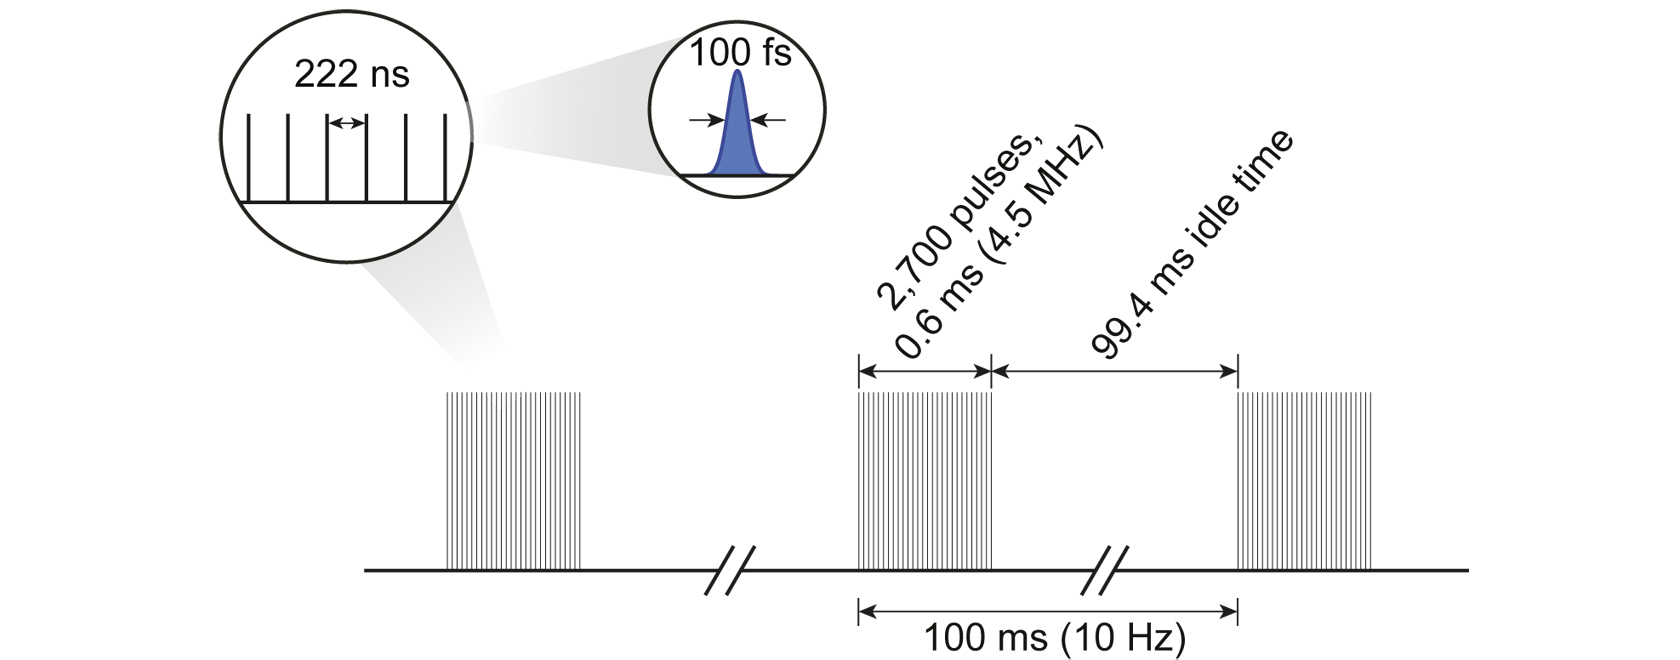 222 ns
100 fs
2,700 pulses,
0.6 ms (4.5 MHz)
99.4 ms idle time
100 ms (10 Hz)